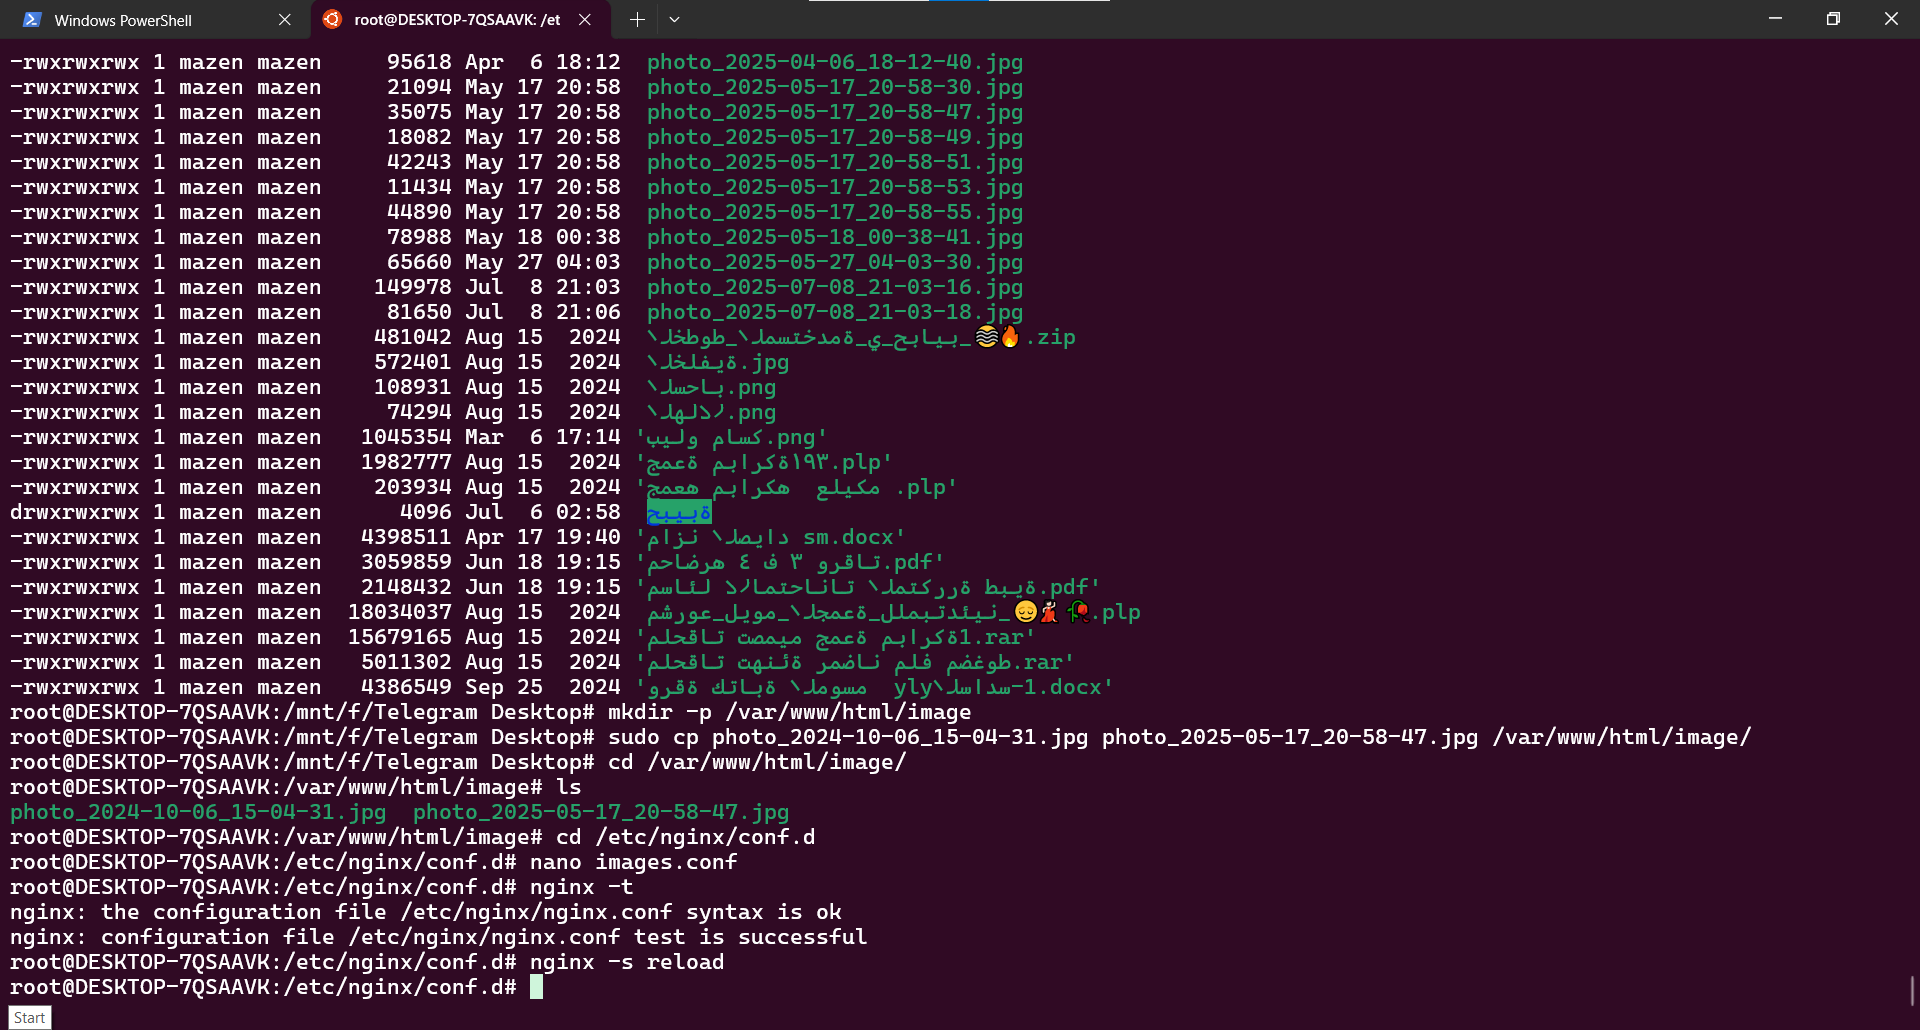 Windows PowerShell
root@DESKTOP-7QSAAVK: /et
-rwxrwxrwx 1 mazen mazen 95618 Apr 6 18:12 photo_2025-04-06_18-12-40.jpg
-rwxrwxrwx 1 mazen mazen 21094 May 17 20:58 photo_2025-05-17_20-58-30.jpg
-rwxrwxrwx 1 mazen mazen 35075 May 17 20:58 photo_2025-05-17_20-58-47.jpg
-rwxrwxrwx 1 mazen mazen 18082 May 17 20:58 photo_2025-05-17_20-58-49.jpg
-rwxrwxrwx 1 mazen mazen 42243 May 17 20:58 photo_2025-05-17_20-58-51.jpg
-rwxrwxrwx 1 mazen mazen 11434 May 17 20:58 photo_2025-05-17_20-58-53.jpg
-rwxrwxrwx 1 mazen mazen 44890 May 17 20:58 photo_2025-05-17_20-58-55.jpg
-rwxrwxrwx 1 mazen mazen 78988 May 18 00:38 photo_2025-05-18_00-38-41.jpg
-rwxrwxrwx 1 mazen mazen 65660 May 27 04:03 photo_2025-05-27_04-03-30.jpg
-rwxrwxrwx 1 mazen mazen 149978 Jul 8 21:03 photo_2025-07-08_21-03-16.jpg
-rwxrwxrwx 1 mazen mazen 81650 Jul 8 21:06 photo_2025-07-08_21-03-18.jpg
-rwxrwxrwx 1 mazen mazen 481042 Aug 15 2024 الخطوط_المستخدمة_ي_حبايب_🔥.zip
-rwxrwxrwx 1 mazen mazen 572401 Aug 15 2024 الخلفية.jpg
-rwxrwxrwx 1 mazen mazen 108931 Aug 15 2024 السحاب.png
-rwxrwxrwx 1 mazen mazen 74294 Aug 15 2024 الهلال.png
-rwxrwxrwx 1 mazen mazen 1045354 Mar 6 17:14 'بيلو ماسك.png'
-rwxrwxrwx 1 mazen mazen 1982777 Aug 15 2024 'جمعة مباركة١٩٣.plp'
-rwxrwxrwx 1 mazen mazen 203934 Aug 15 2024 'جمعه مباركه  عليكم .plp'
drwxrwxrwx 1 mazen mazen 4096 Jul 6 02:58 حبيبة
-rwxrwxrwx 1 mazen mazen 4398511 Apr 17 19:40 'مازن الصياد sm.docx'
-rwxrwxrwx 1 mazen mazen 3059859 Jun 18 19:15 'محاضره ٤ ف ٣ ورقات.pdf'
-rwxrwxrwx 1 mazen mazen 2148432 Jun 18 19:15 'مسائل لامتحانات المتكررة طبية.pdf'
-rwxrwxrwx 1 mazen mazen 18034037 Aug 15 2024 مشروع_مويل_الجمعة_للمبتدئين_😌💃🥀.plp
-rwxrwxrwx 1 mazen mazen 15679165 Aug 15 2024 'ملحقات تصميم جمعة مباركة1.rar'
-rwxrwxrwx 1 mazen mazen 5011302 Aug 15 2024 'ملحقات تهنئة رمضان ملف مضغوط.rar'
-rwxrwxrwx 1 mazen mazen 4386549 Sep 25 2024 'ورقة كتابة الموسم  ylyالسادس-1.docx'
root@DESKTOP-7QSAAVK:/mnt/f/Telegram Desktop# mkdir -p /var/www/html/image
root@DESKTOP-7QSAAVK:/mnt/f/Telegram Desktop# sudo cp photo_2024-10-06_15-04-31.jpg photo_2025-05-17_20-58-47.jpg /var/www/html/image/
root@DESKTOP-7QSAAVK:/mnt/f/Telegram Desktop# cd /var/www/html/image/
root@DESKTOP-7QSAAVK:/var/www/html/image# ls
photo_2024-10-06_15-04-31.jpg photo_2025-05-17_20-58-47.jpg
root@DESKTOP-7QSAAVK:/var/www/html/image# cd /etc/nginx/conf.d
root@DESKTOP-7QSAAVK:/etc/nginx/conf.d# nano images.conf
root@DESKTOP-7QSAAVK:/etc/nginx/conf.d# nginx -t
nginx: the configuration file /etc/nginx/nginx.conf syntax is ok
nginx: configuration file /etc/nginx/nginx.conf test is successful
root@DESKTOP-7QSAAVK:/etc/nginx/conf.d# nginx -s reload
root@DESKTOP-7QSAAVK:/etc/nginx/conf.d#
Start